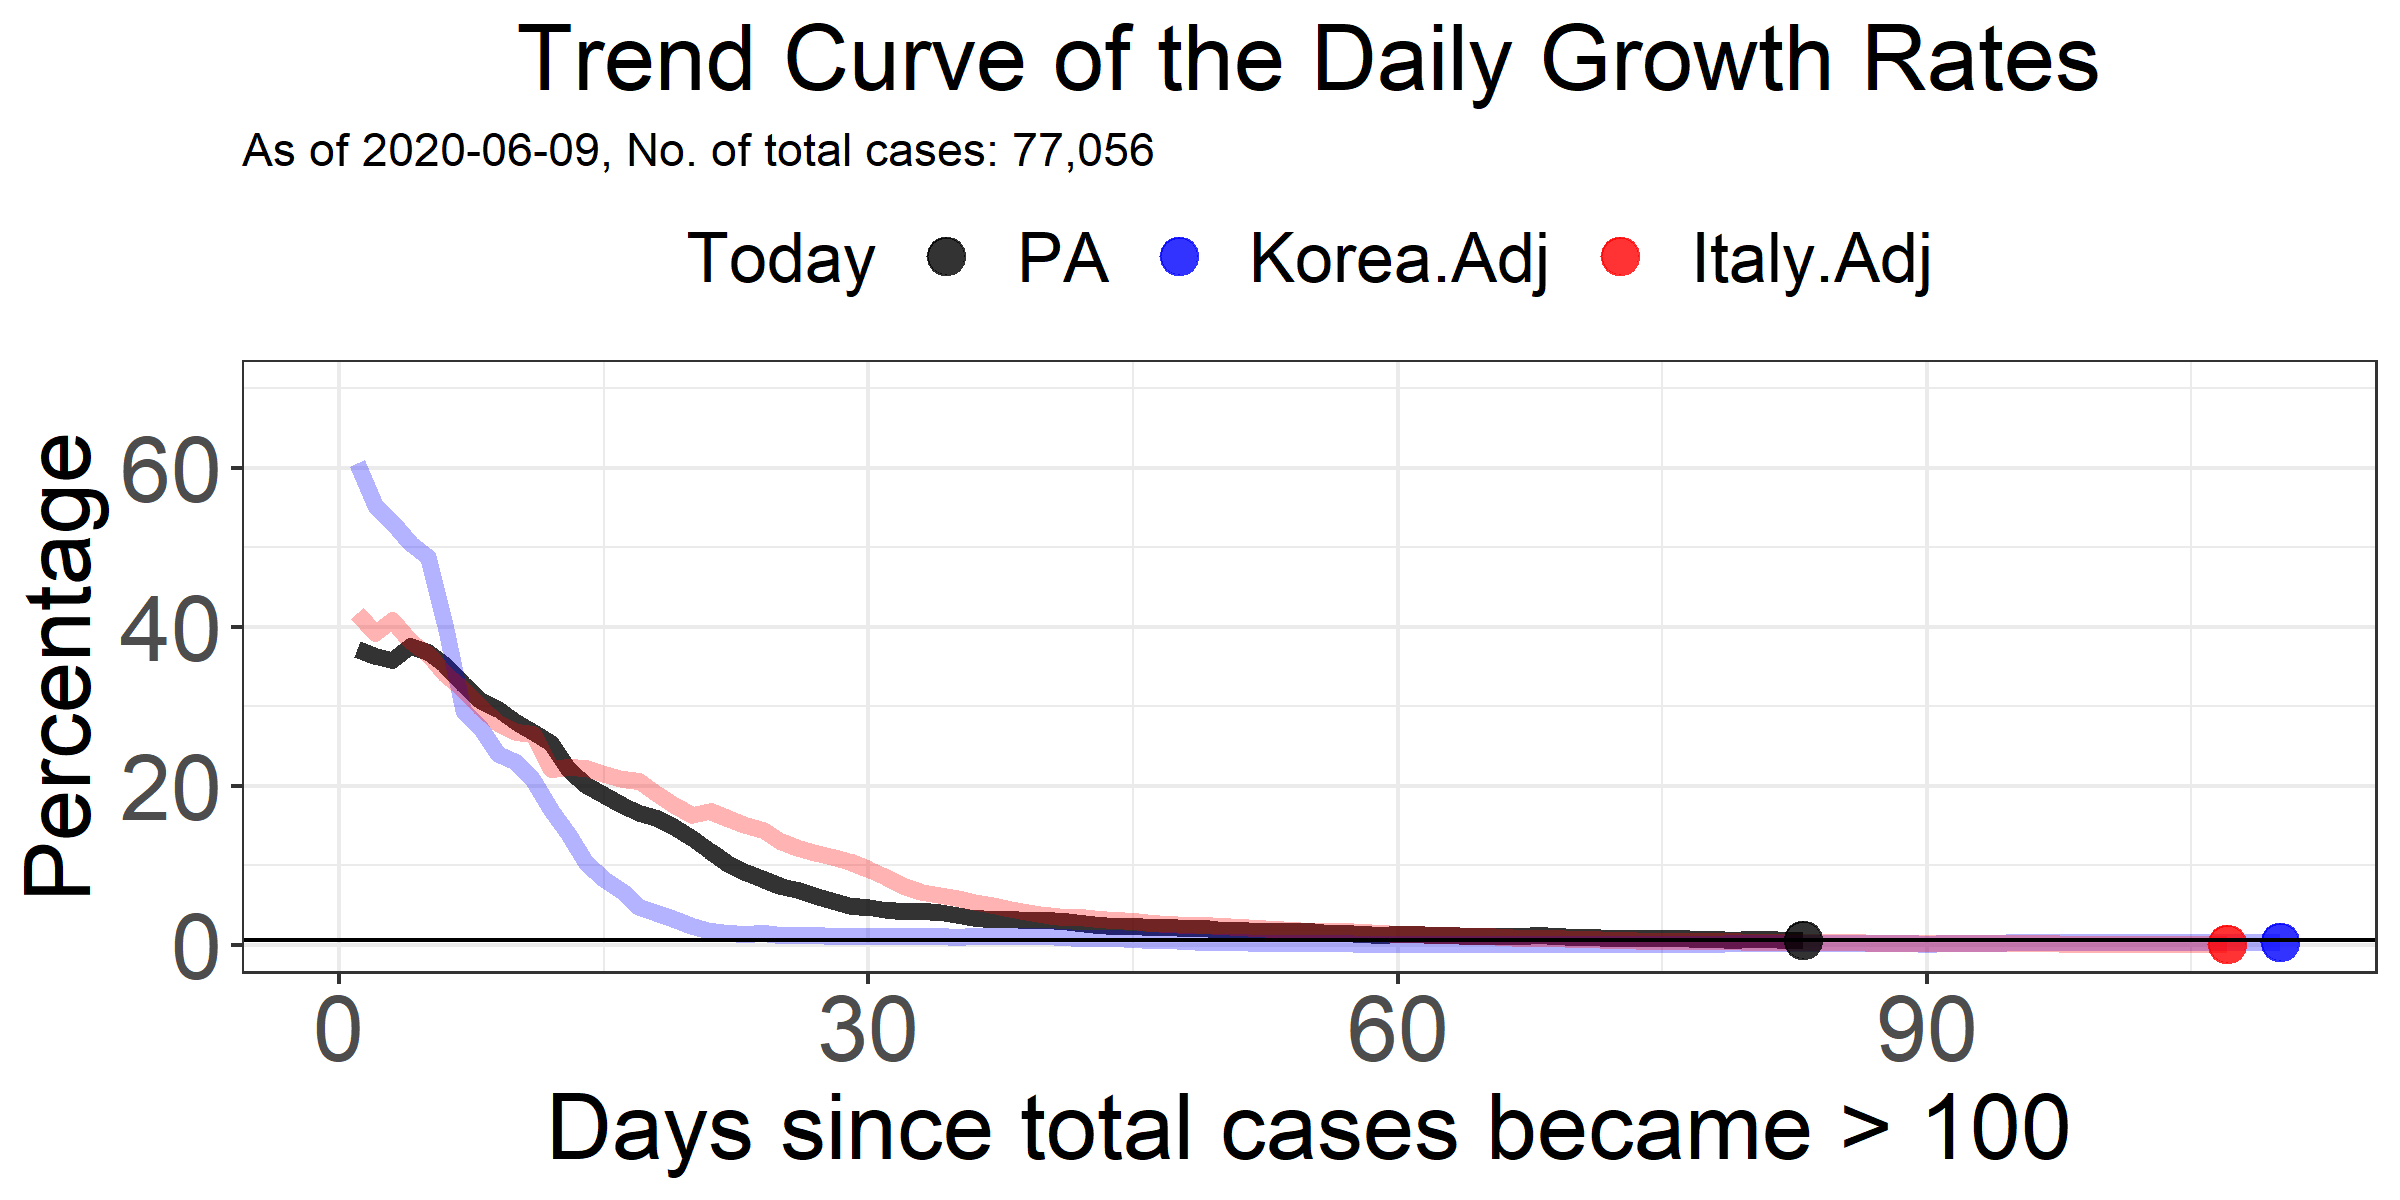 Trend Curve of the Daily Growth Rates
As of 2020-06-09, No. of total cases: 77,056
Today PA Korea.Adj Italy.Adj
Percentage
60
40
20
0
0 30 60 90
Days since total cases became > 100